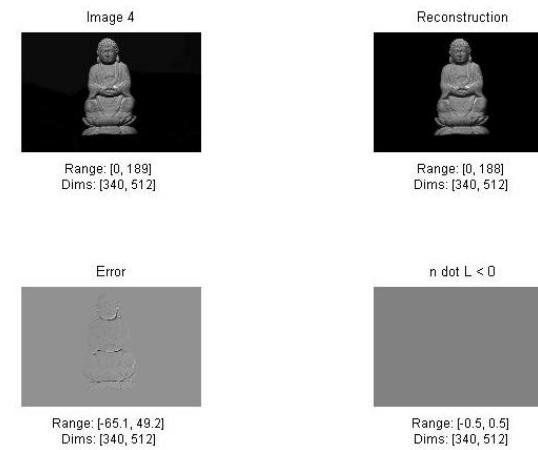 Image 4
Range: [0, 189]
Dims: [340, 512]
Reconstruction
Range: [0, 188]
Dims: [340, 512]
Error
Range: [-65.1, 49.2]
Dims: [340, 512]
n dot L < 0
Range: [-0.5, 0.5]
Dims: [340, 512]